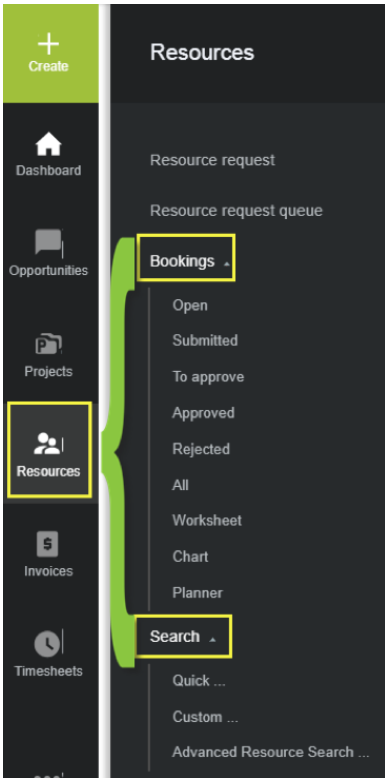 Create
Dashboard
Opportunities
Projects
Resources
Invoices
Timesheets
Resources
Resource request
Resource request queue
Bookings
Open
Submitted
To approve
Approved
Rejected
All
Worksheet
Chart
Planner
Search
Quick ...
Custom ...
Advanced Resource Search ...